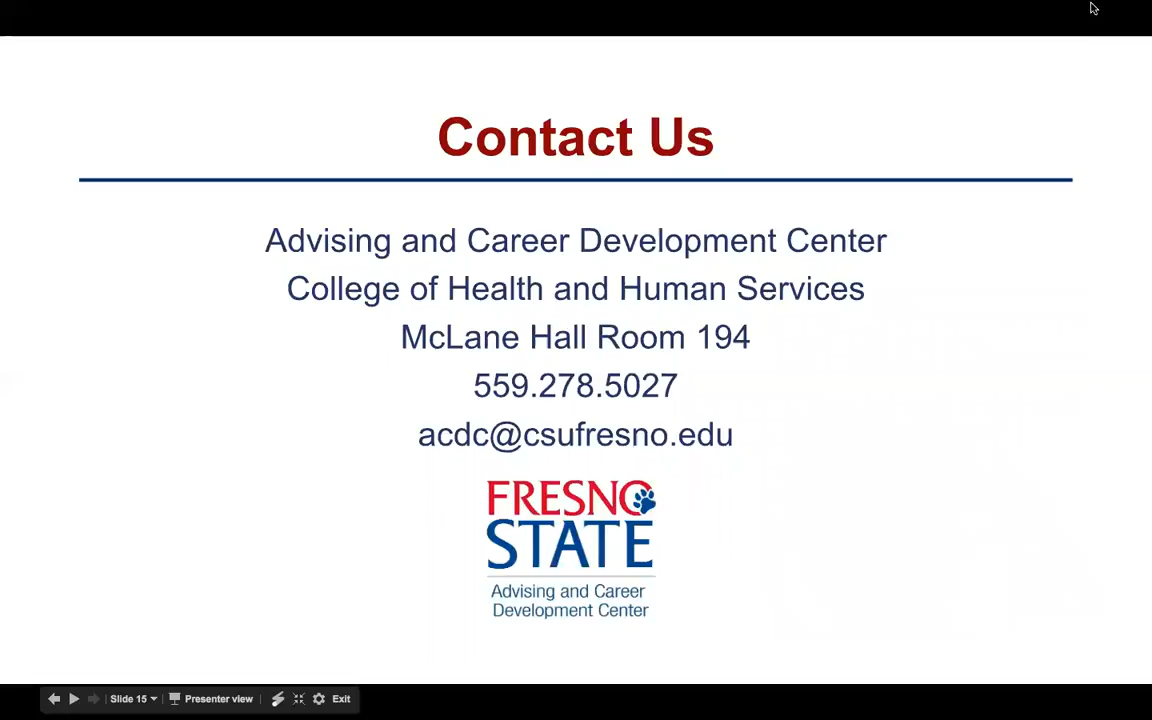 Contact Us
Advising and Career Development Center
College of Health and Human Services
McLane Hall Room 194
559.278.5027
acdc@csufresno.edu
FRESNO
STATE
Advising and Career
Development Center
Slide 15
Presenter view
Exit